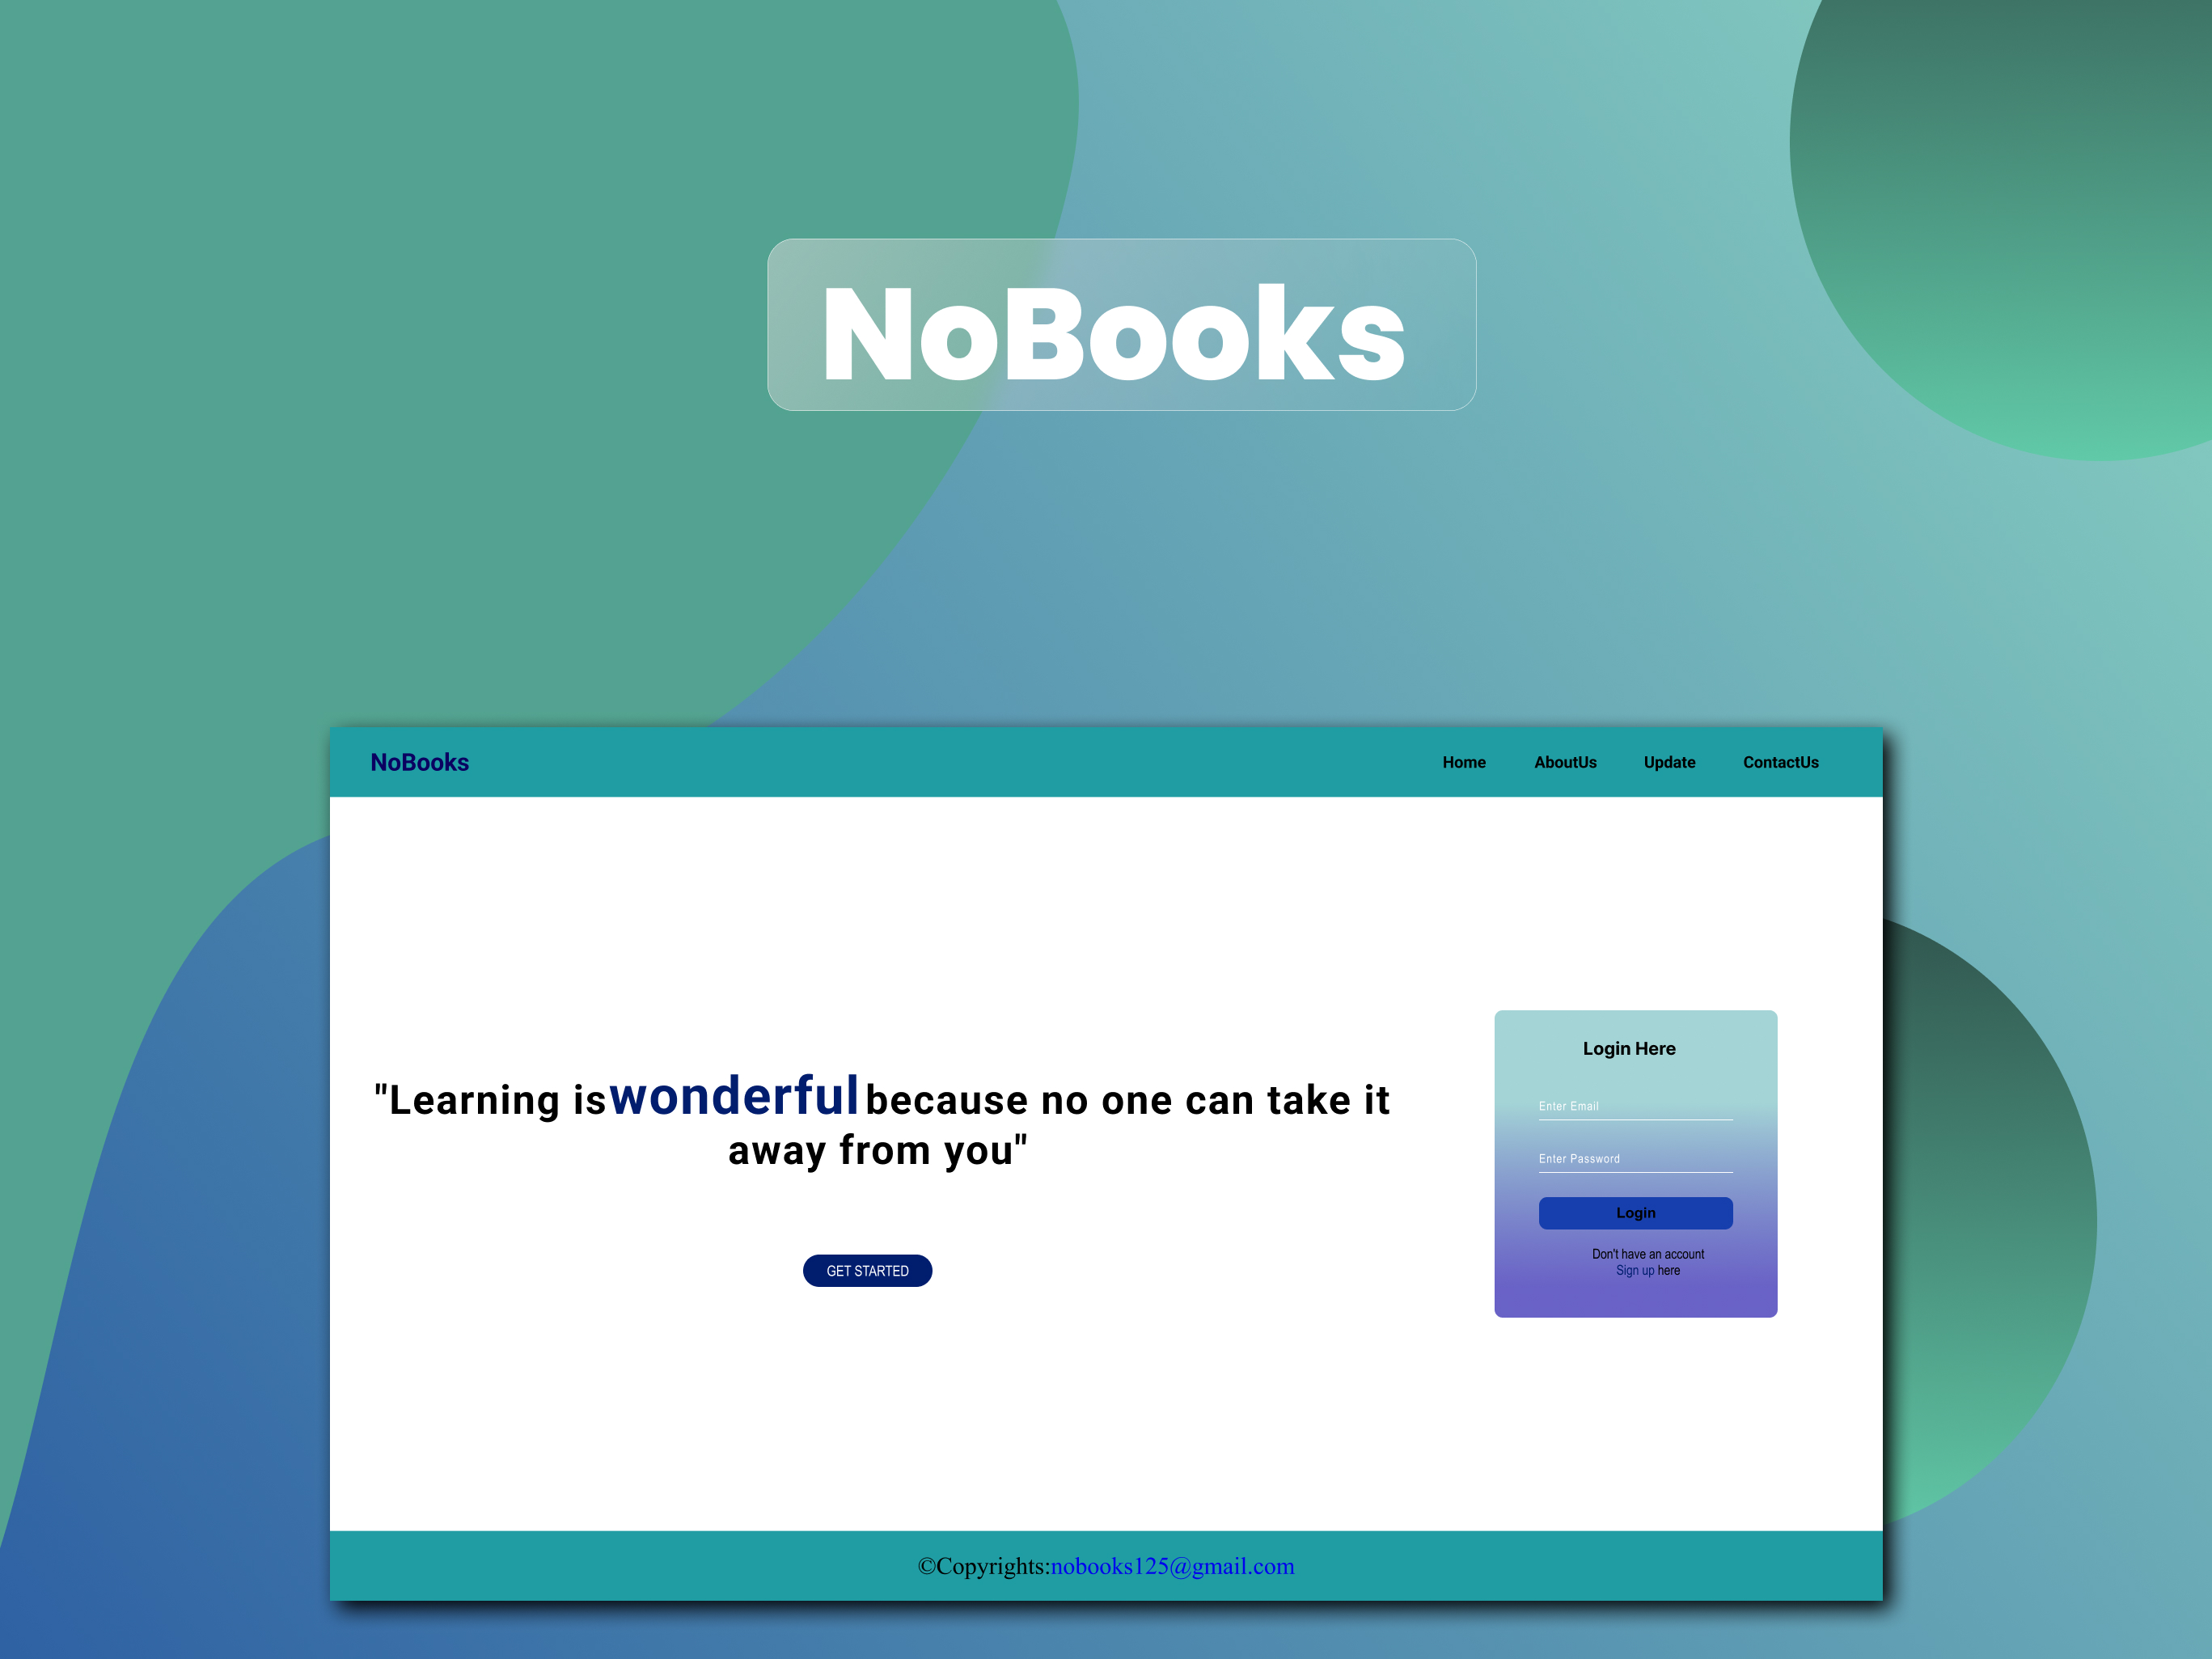 NoBooks
NoBooks
Home AboutUs Update ContactUs
"Learning is wonderful because no one can take it
away from you"
GET STARTED
Login Here
Enter Email
Enter Password
Login
Don't have an account
Sign up here
©Copyrights:nobooks125@gmail.com